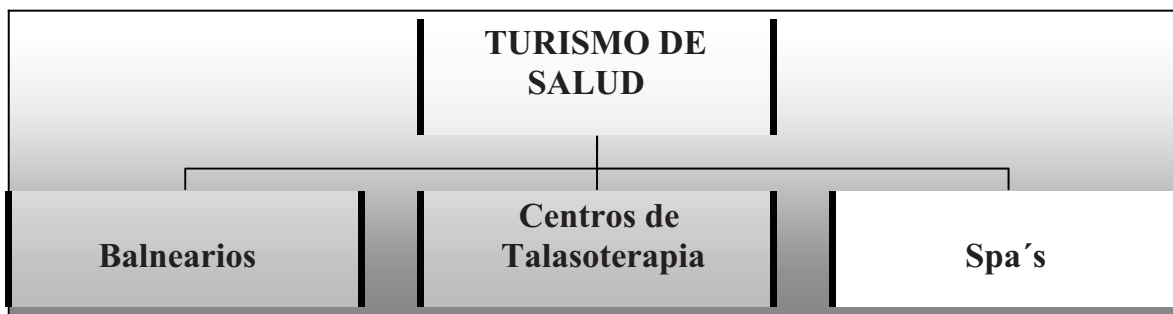 TURISMO DE
SALUD
Balnearios
Centros de
Talasoterapia
Spa´s